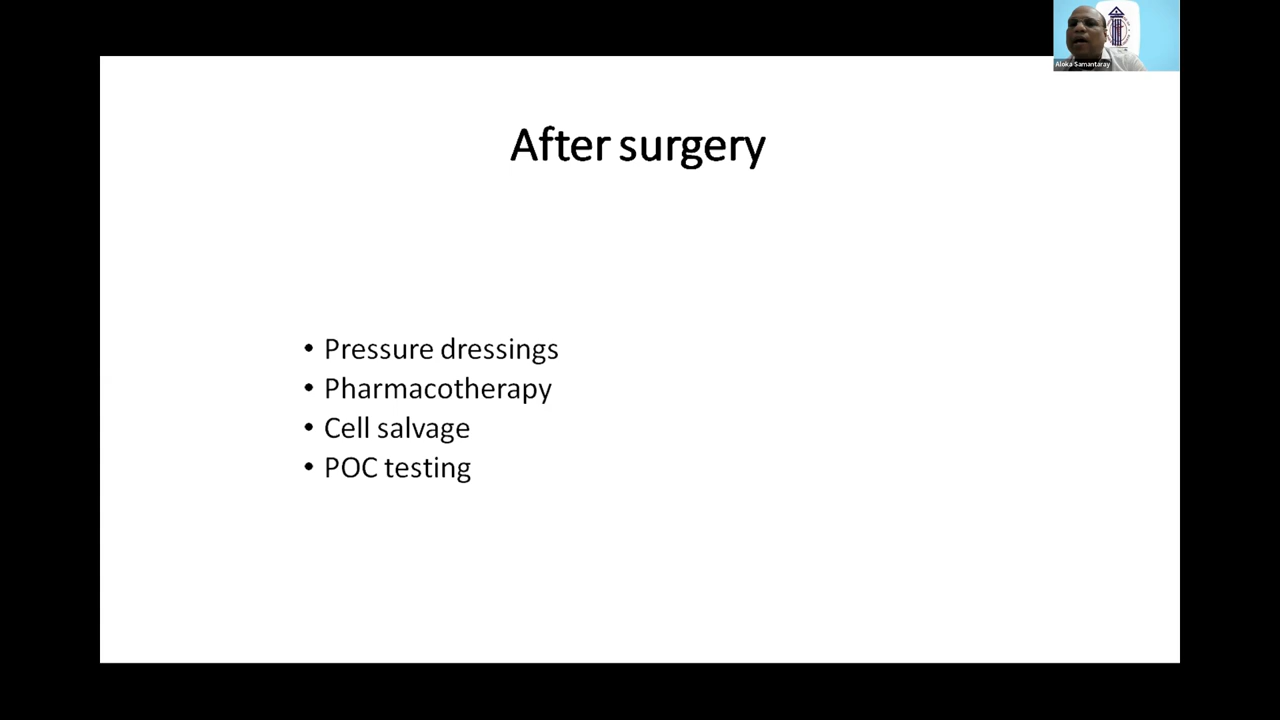 Aloka Samantaray
After surgery
• Pressure dressings
• Pharmacotherapy
• Cell salvage
• POC testing